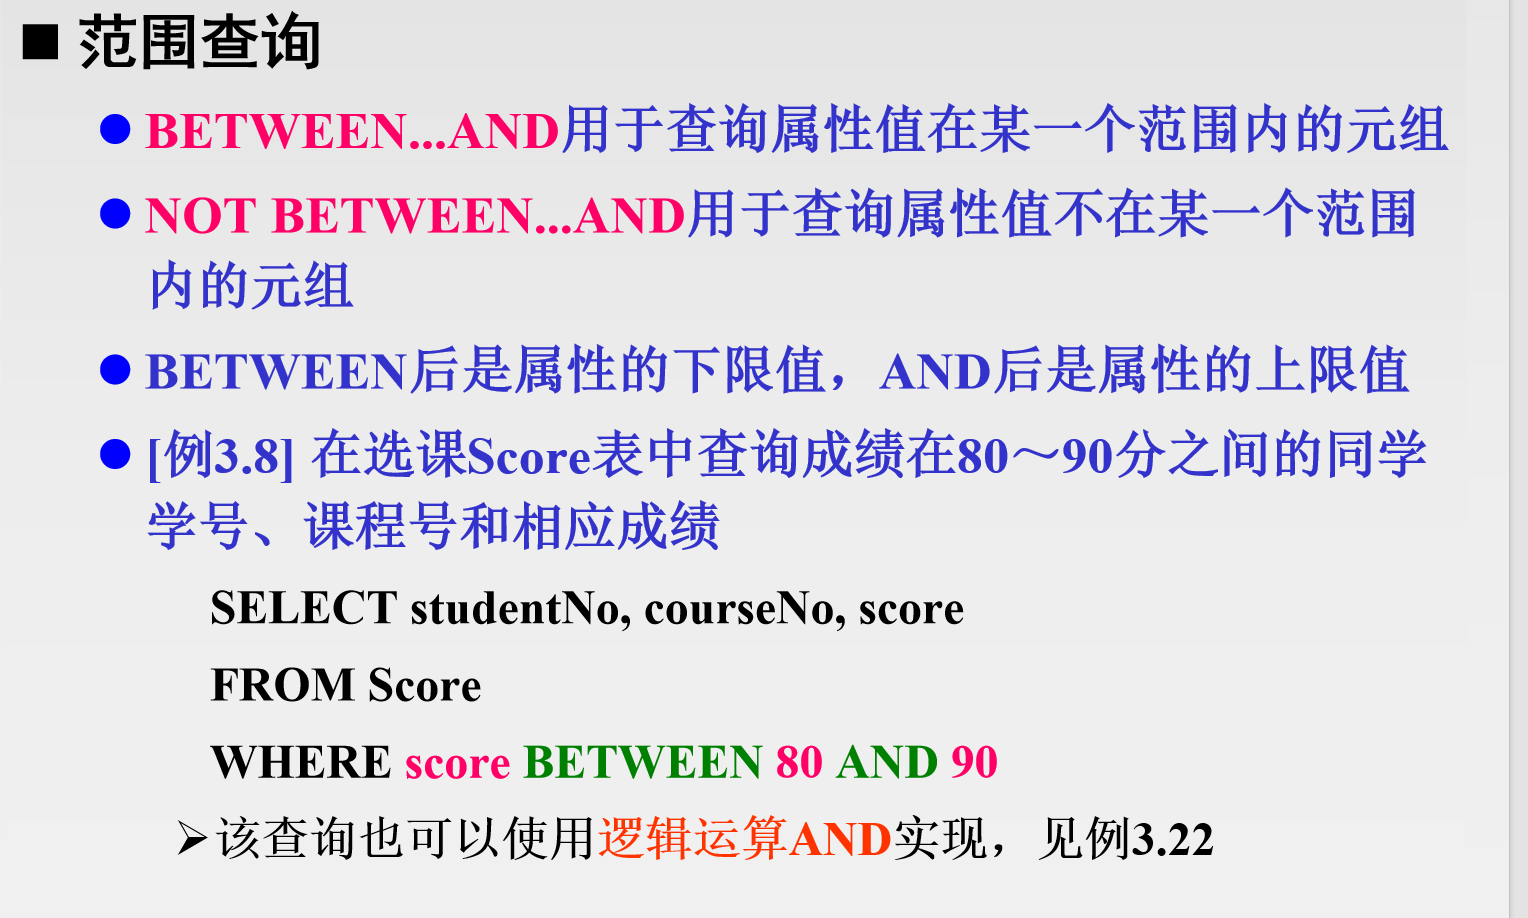 ■ 范围查询
● BETWEEN...AND用于查询属性值在某一个范围内的元组
● NOT BETWEEN...AND用于查询属性值不在某一个范围
内的元组
● BETWEEN后是属性的下限值，AND后是属性的上限值
● [例3.8] 在选课Score表中查询成绩在80～90分之间的同学
学号、课程号和相应成绩
SELECT studentNo, courseNo, score
FROM Score
WHERE score BETWEEN 80 AND 90
➢该查询也可以使用逻辑运算AND实现，见例3.22